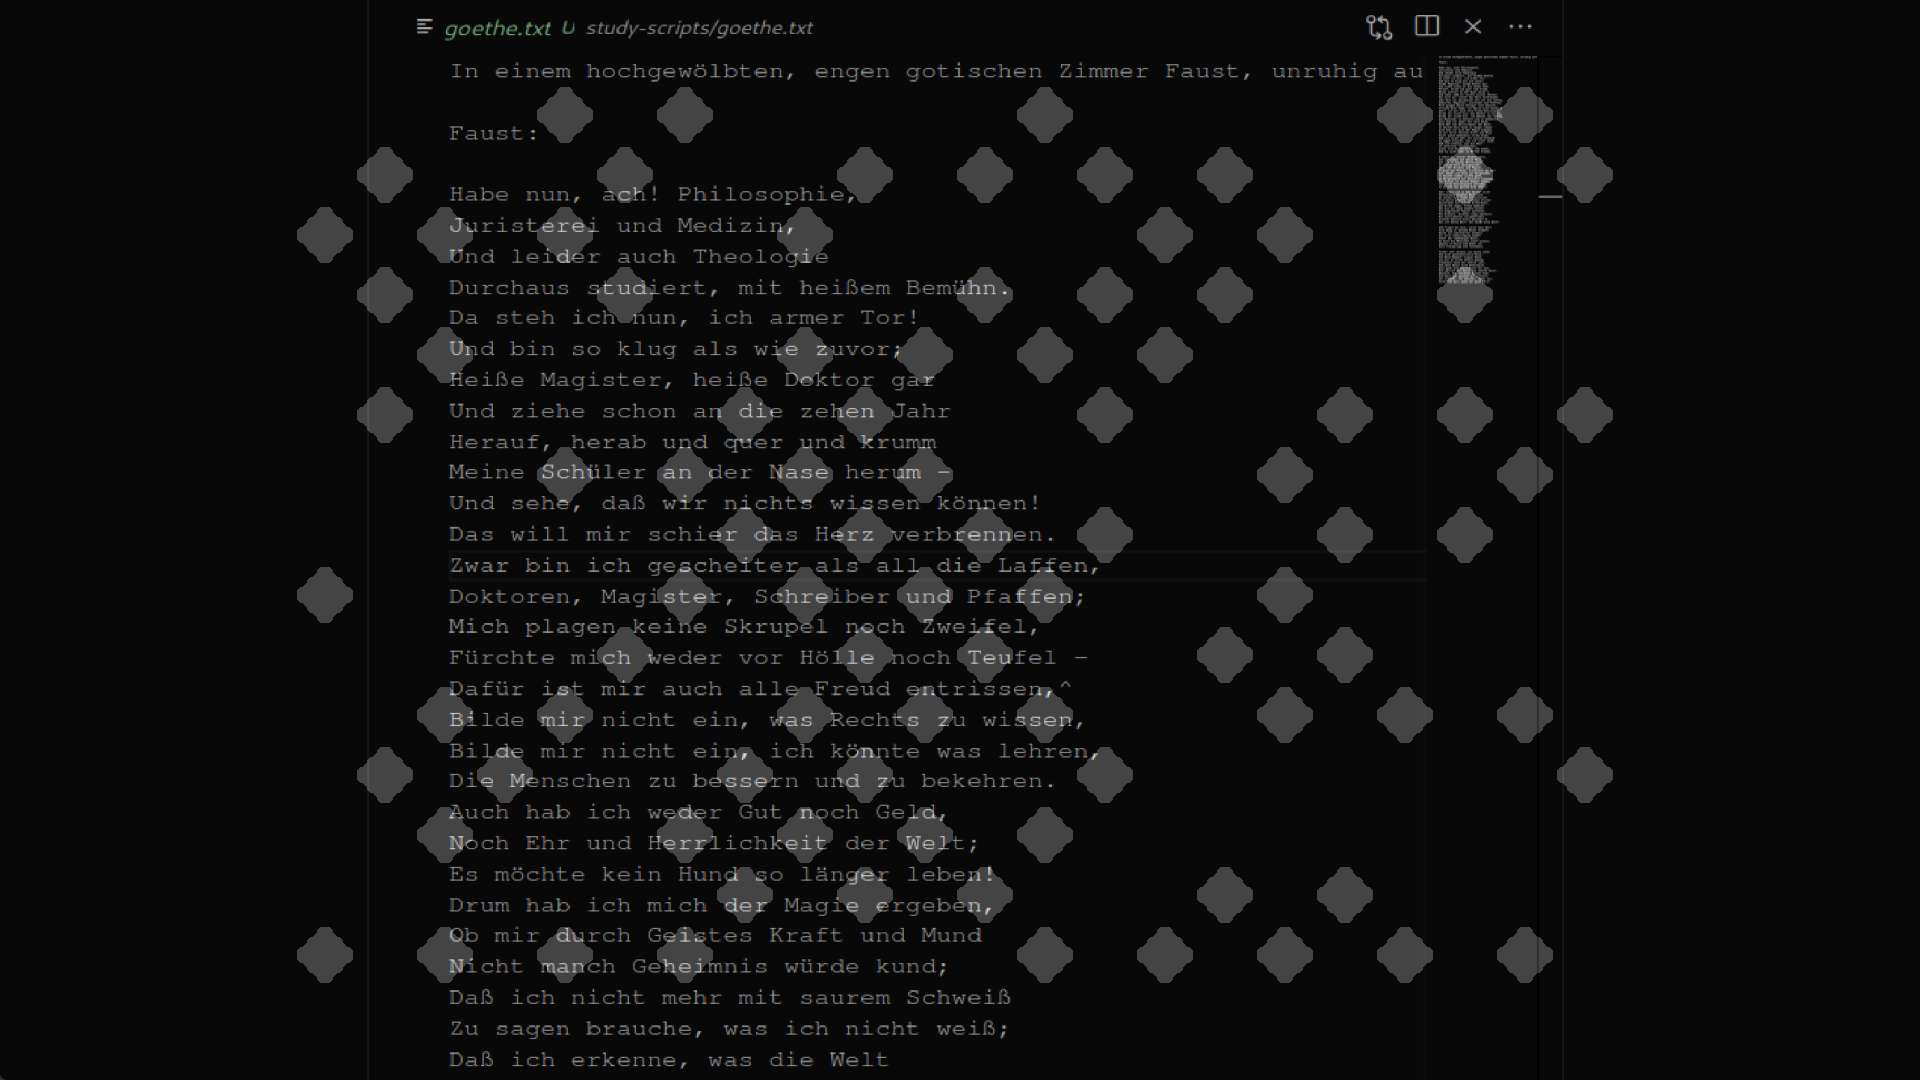 goethe.txt U study-scripts/goethe.txt
In einem hochgewölbten, engen gotischen Zimmer Faust, unruhig au
Faust:
Habe nun, ach! Philosophie,
Juristerei und Medizin,
Und leider auch Theologie
Durchaus studiert, mit heißem Bemühn.
Da steh ich nun, ich armer Tor!
Und bin so klug als wie zuvor;
Heiße Magister, heiße Doktor gar
Und ziehe schon an die zehen Jahr
Herauf, herab und quer und krumm
Meine Schüler an der Nase herum –
Und sehe, daß wir nichts wissen können!
Das will mir schier das Herz verbrennen.
Zwar bin ich gescheiter als all die Laffen,
Doktoren, Magister, Schreiber und Pfaffen;
Mich plagen keine Skrupel noch Zweifel,
Fürchte mich weder vor Hölle noch Teufel –
Dafür ist mir auch alle Freud entrissen,^
Bilde mir nicht ein, was Rechts zu wissen,
Bilde mir nicht ein, ich könnte was lehren,
Die Menschen zu bessern und zu bekehren.
Auch hab ich weder Gut noch Geld,
Noch Ehr und Herrlichkeit der Welt;
Es möchte kein Hund so länger leben!
Drum hab ich mich der Magie ergeben,
Ob mir durch Geistes Kraft und Mund
Nicht manch Geheimnis würde kund;
Daß ich nicht mehr mit saurem Schweiß
Zu sagen brauche, was ich nicht weiß;
Daß ich erkenne, was die Welt